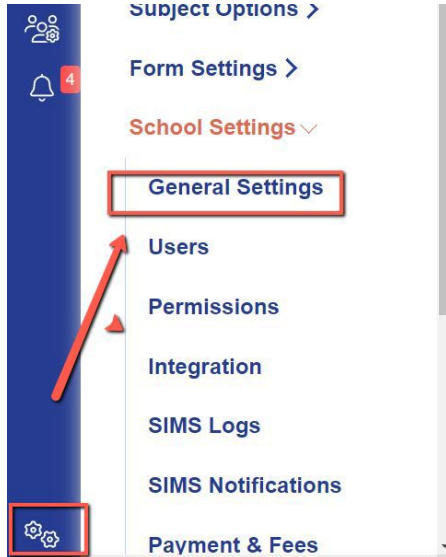 Subject Options >
Form Settings >
4
School Settings
General Settings
Users
Permissions
Integration
SIMS Logs
SIMS Notifications
Payment & Fees